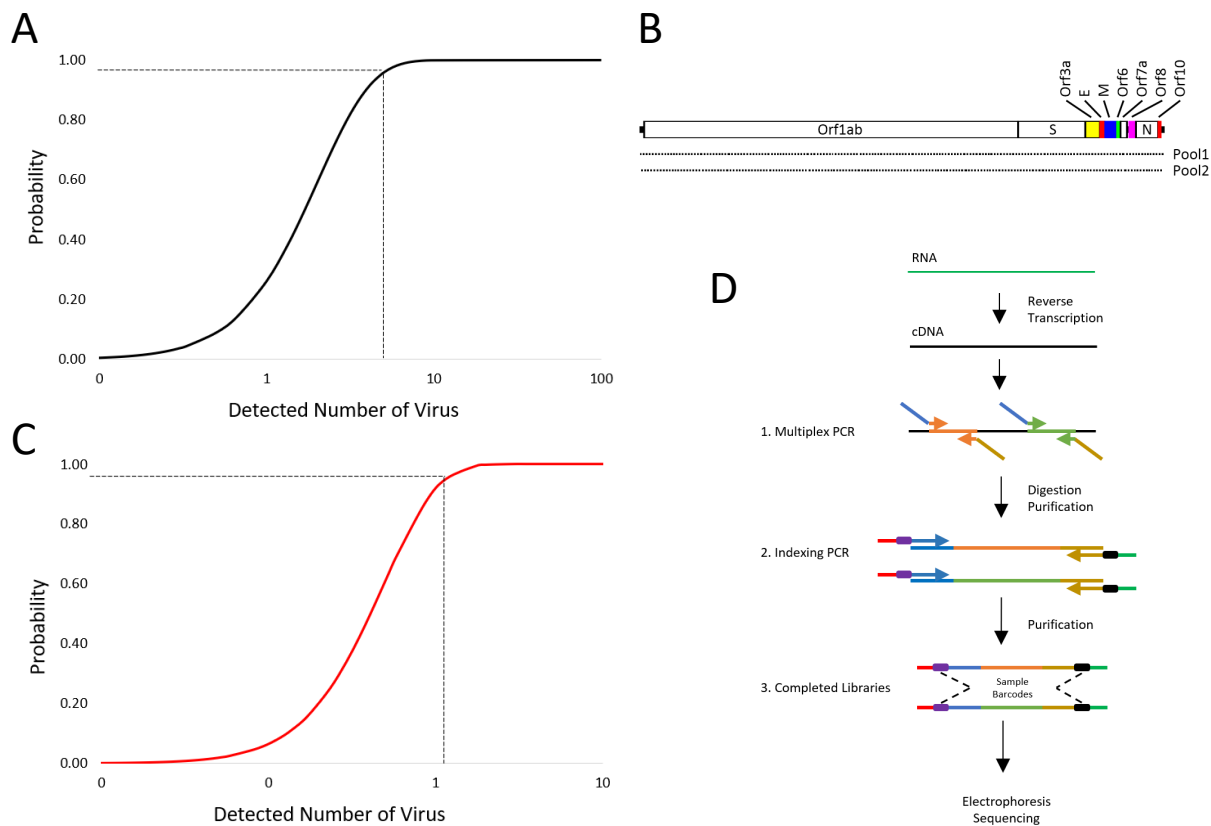 A
1.00
0.80
0.60
0.40
0.20
0.00
Probability
0
1
10
100
Detected Number of Virus
B
Orf3a
E
M
Orf6
Orf7a
Orf8
Orf10
Orf1ab
S
N
Pool1
Pool2
C
1.00
0.80
0.60
0.40
0.20
0.00
Probability
0
0
1
10
Detected Number of Virus
D
RNA
Reverse
Transcription
cDNA
1. Multiplex PCR
Digestion
Purification
2. Indexing PCR
Purification
3. Completed Libraries
Sample
Barcodes
Electrophoresis
Sequencing